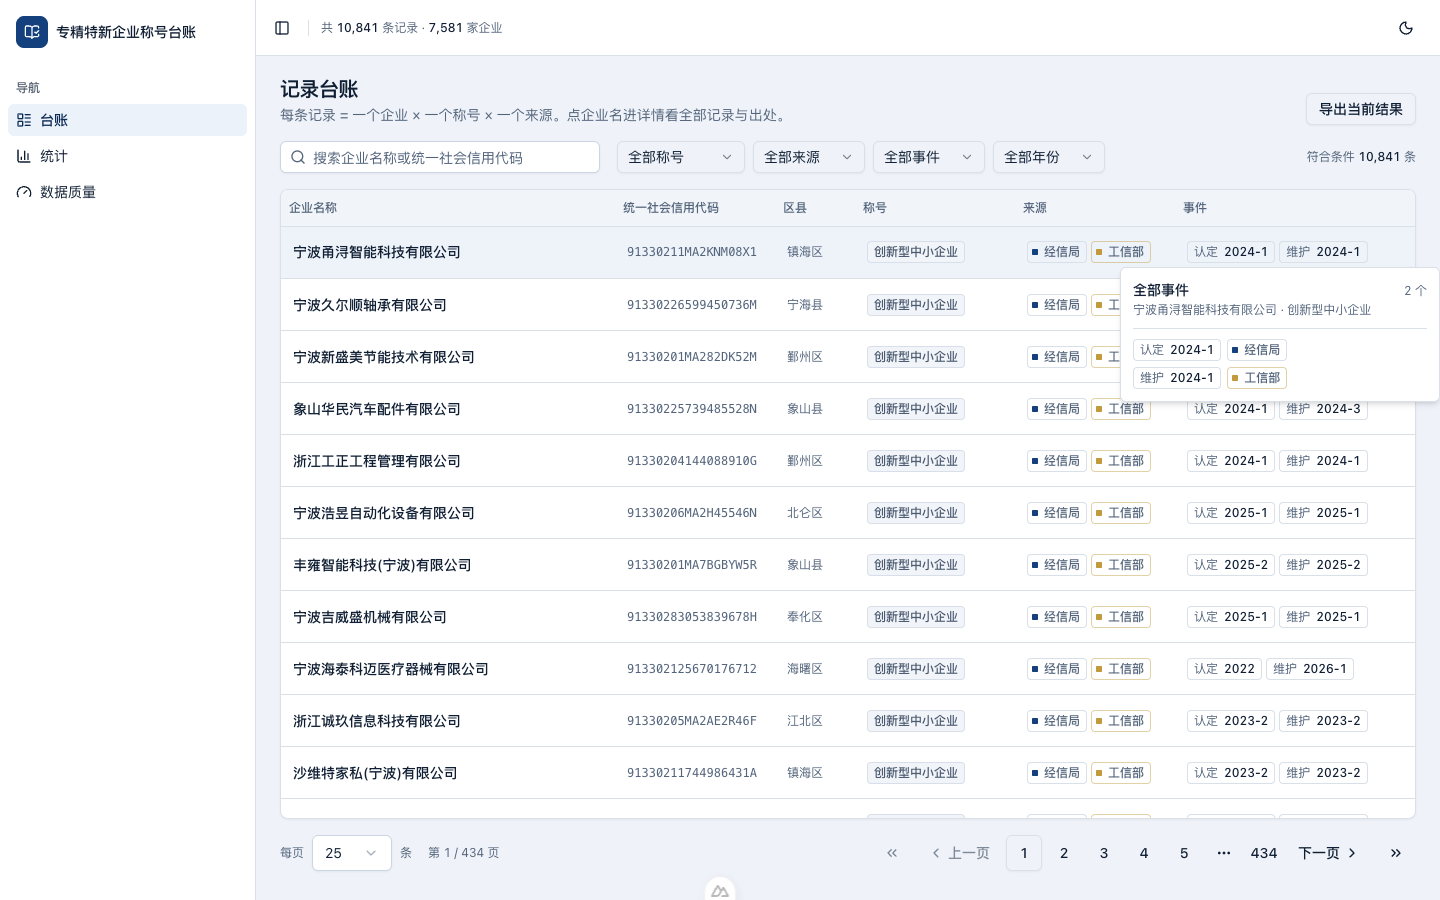 专精特新企业称号台账
共 10,841 条记录 · 7,581 家企业
导航
台账
统计
数据质量
记录台账
每条记录 = 一个企业 × 一个称号 × 一个来源。点企业名进详情看全部记录与出处。
导出当前结果
搜索企业名称或统一社会信用代码 全部称号 全部来源 全部事件 全部年份 符合条件 10,841 条
企业名称 统一社会信用代码 区县 称号 来源 事件
宁波甬浔智能科技有限公司 91330211MA2KNM08X1 镇海区 创新型中小企业 经信局 工信部 认定 2024-1 维护 2024-1
宁波久尔顺轴承有限公司 91330226599450736M 宁海县 创新型中小企业 经信局 工
宁波新盛美节能技术有限公司 91330201MA282DK52M 鄞州区 创新型中小企业 经信局 工
全部事件 2 个
宁波甬浔智能科技有限公司 · 创新型中小企业
认定 2024-1 经信局
维护 2024-1 工信部
象山华民汽车配件有限公司 91330225739485528N 象山县 创新型中小企业 经信局 工信部 认定 2024-1 维护 2024-3
浙江工正工程管理有限公司 91330204144088910G 鄞州区 创新型中小企业 经信局 工信部 认定 2024-1 维护 2024-1
宁波浩昱自动化设备有限公司 91330206MA2H45546N 北仑区 创新型中小企业 经信局 工信部 认定 2025-1 维护 2025-1
丰雍智能科技(宁波)有限公司 91330201MA7BGBYW5R 象山县 创新型中小企业 经信局 工信部 认定 2025-2 维护 2025-2
宁波吉威盛机械有限公司 91330283053839678H 奉化区 创新型中小企业 经信局 工信部 认定 2025-1 维护 2025-1
宁波海泰科迈医疗器械有限公司 913302125670176712 海曙区 创新型中小企业 经信局 工信部 认定 2022 维护 2026-1
浙江诚玖信息科技有限公司 91330205MA2AE2R46F 江北区 创新型中小企业 经信局 工信部 认定 2023-2 维护 2023-2
沙维特家私(宁波)有限公司 91330211744986431A 镇海区 创新型中小企业 经信局 工信部 认定 2023-2 维护 2023-2
每页 25 条 第 1 / 434 页 上一页 1 2 3 4 5 ··· 434 下一页